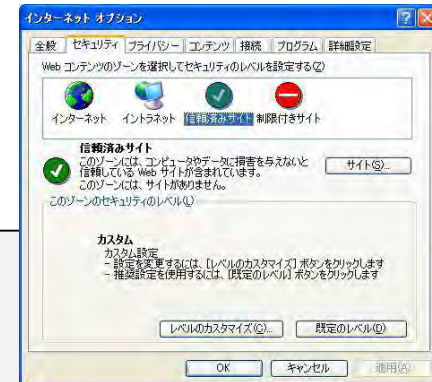 インターネット オプション
全般 セキュリティ プライバシー コンテンツ 接続 プログラム 詳細設定
Web コンテンツのゾーンを選択してセキュリティのレベルを設定する(Z)
インターネット イントラネット 信頼済みサイト 制限付きサイト
信頼済みサイト
このゾーンには、コンピュータやデータに損害を与えないと
信頼している Web サイトが含まれています。
このゾーンには、サイトがありません。
サイト(S)...
このゾーンのセキュリティのレベル(L)
カスタム
カスタム設定
- 設定を変更するには、[レベルのカスタマイズ] ボタンをクリックします
- 推奨設定を使用するには、[既定のレベル] ボタンをクリックします
レベルのカスタマイズ(C)... 既定のレベル(D)
OK キャンセル 適用(A)